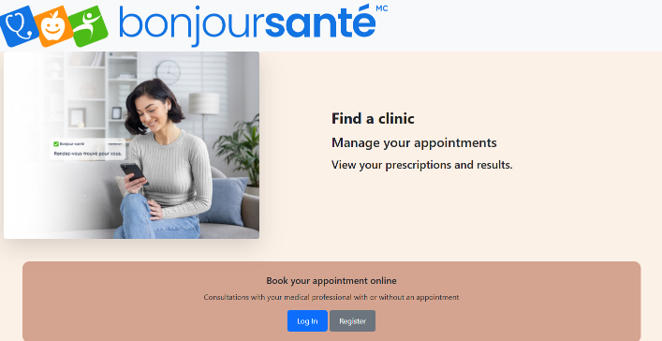 bonjoursanté MC
Find a clinic
Manage your appointments
View your prescriptions and results.
Bonjour santé
Rendez-vous trouvé pour vous.
Book your appointment online
Consultations with your medical professional with or without an appointment
Log In
Register